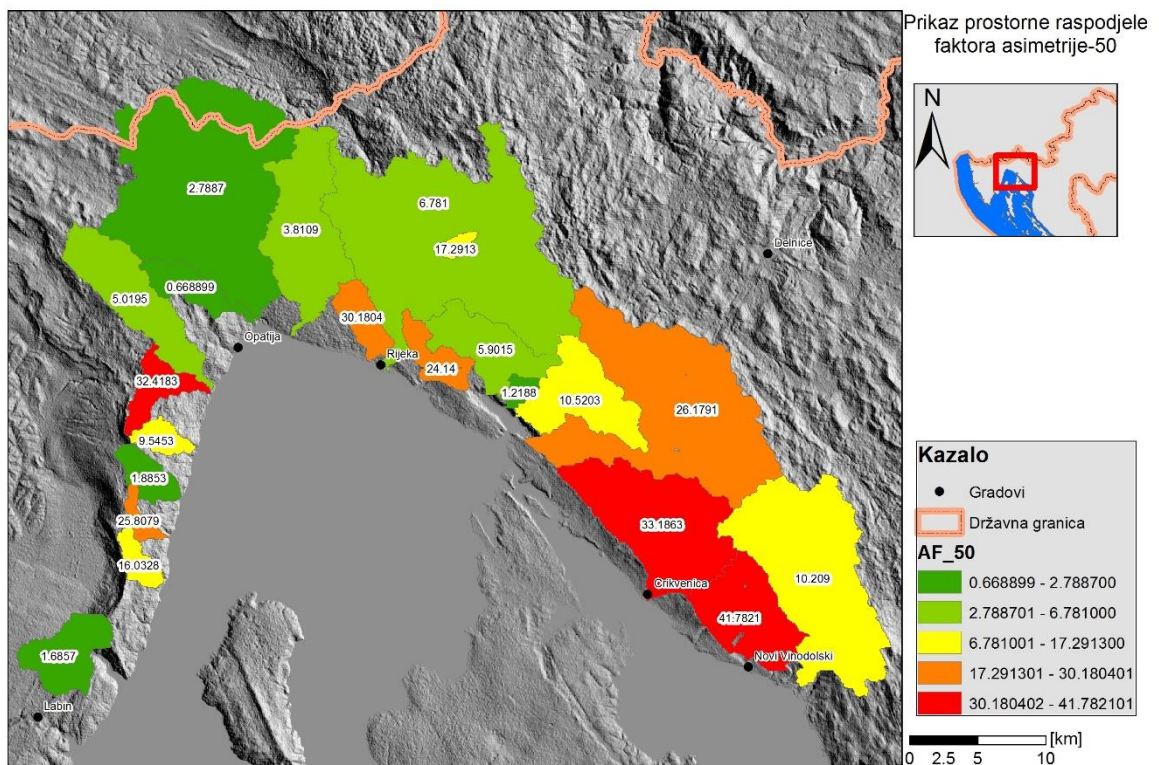 Prikaz prostorne raspodjele
faktora asimetrije-50
N
2.7887
6.781
3.8109
17.2913
Delnice
0.668899
5.0195
30.1804
Opatija
5.9015
Rijeka
24.14
32.4183
1.2188
10.5203
26.1791
9.5453
1.8853
25.8079
33.1863
16.0328
10.209
Crikvenica
41.7821
1.6857
Novi Vinodolski
Labin
Kazalo
Gradovi
Državna granica
AF_50
0.668899 - 2.788700
2.788701 - 6.781000
6.781001 - 17.291300
17.291301 - 30.180401
30.180402 - 41.782101
[km]
0 2.5 5 10